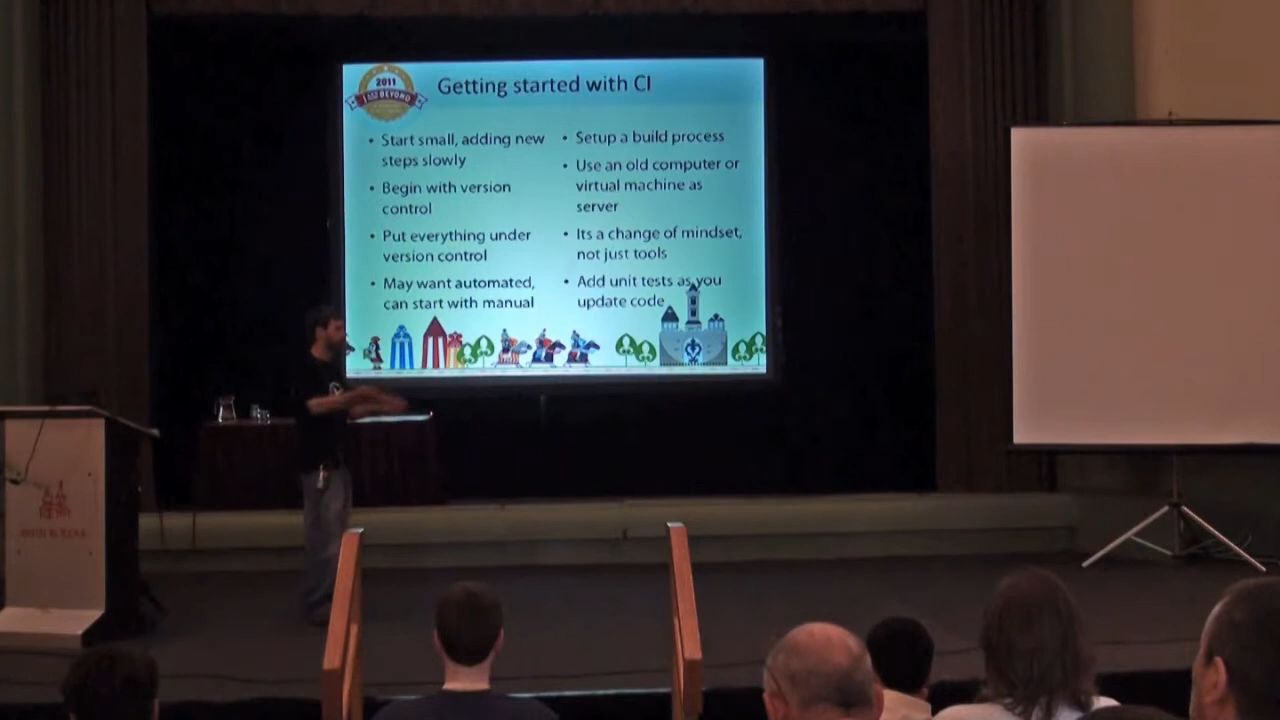 2011
BEYOND
Getting started with CI
• Start small, adding new
steps slowly
• Begin with version
control
• Put everything under
version control
• May want automated,
can start with manual
• Setup a build process
• Use an old computer or
virtual machine as
server
• Its a change of mindset,
not just tools
• Add unit tests as you
update code